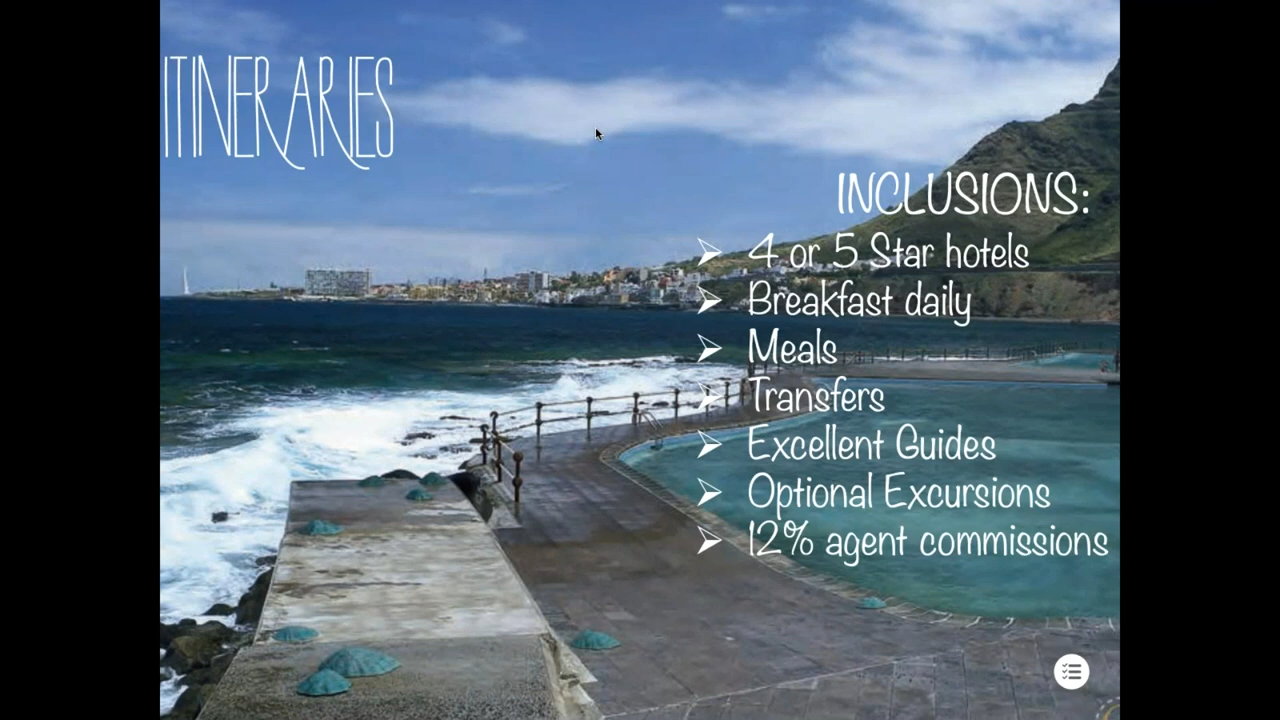 ITINERARIES
INCLUSIONS:
4 or 5 Star hotels
Breakfast daily
Meals
Transfers
Excellent Guides
Optional Excursions
12% agent commissions